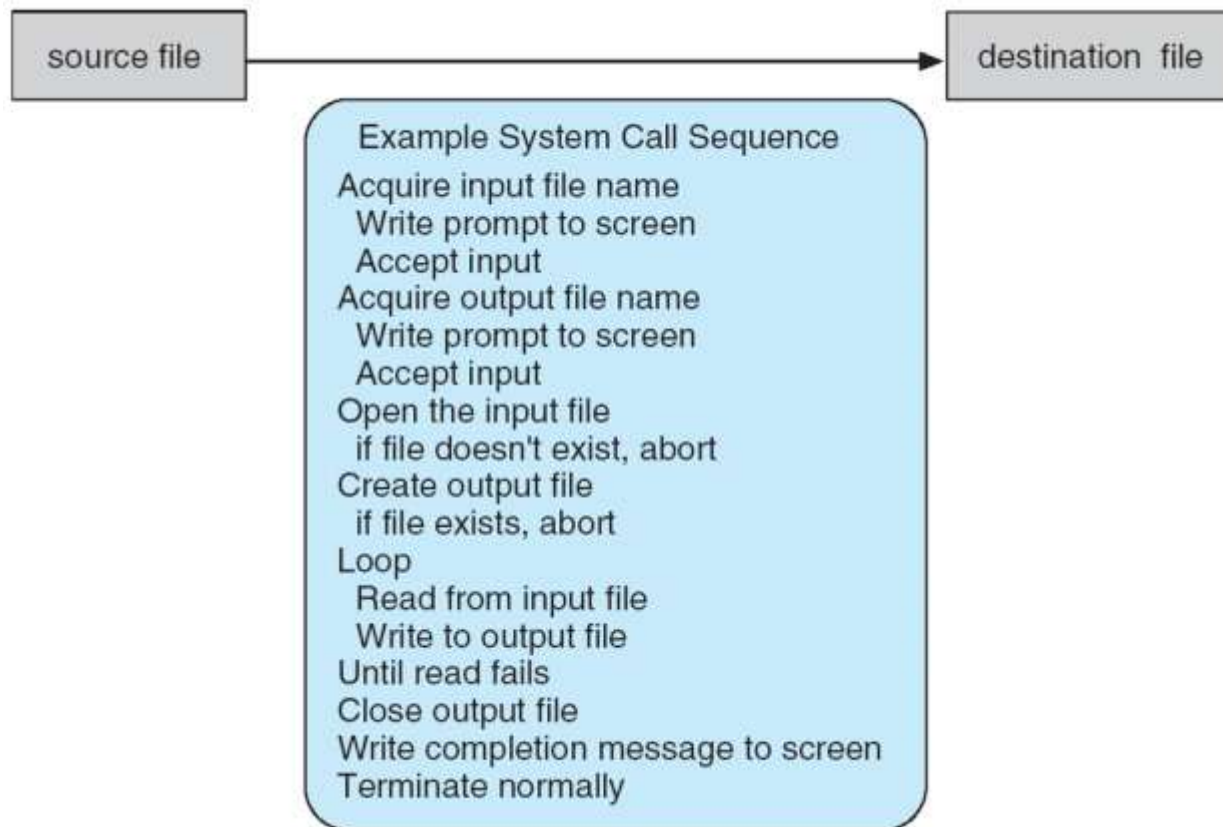 source file
destination file
Example System Call Sequence
Acquire input file name
Write prompt to screen
Accept input
Acquire output file name
Write prompt to screen
Accept input
Open the input file
if file doesn't exist, abort
Create output file
if file exists, abort
Loop
Read from input file
Write to output file
Until read fails
Close output file
Write completion message to screen
Terminate normally